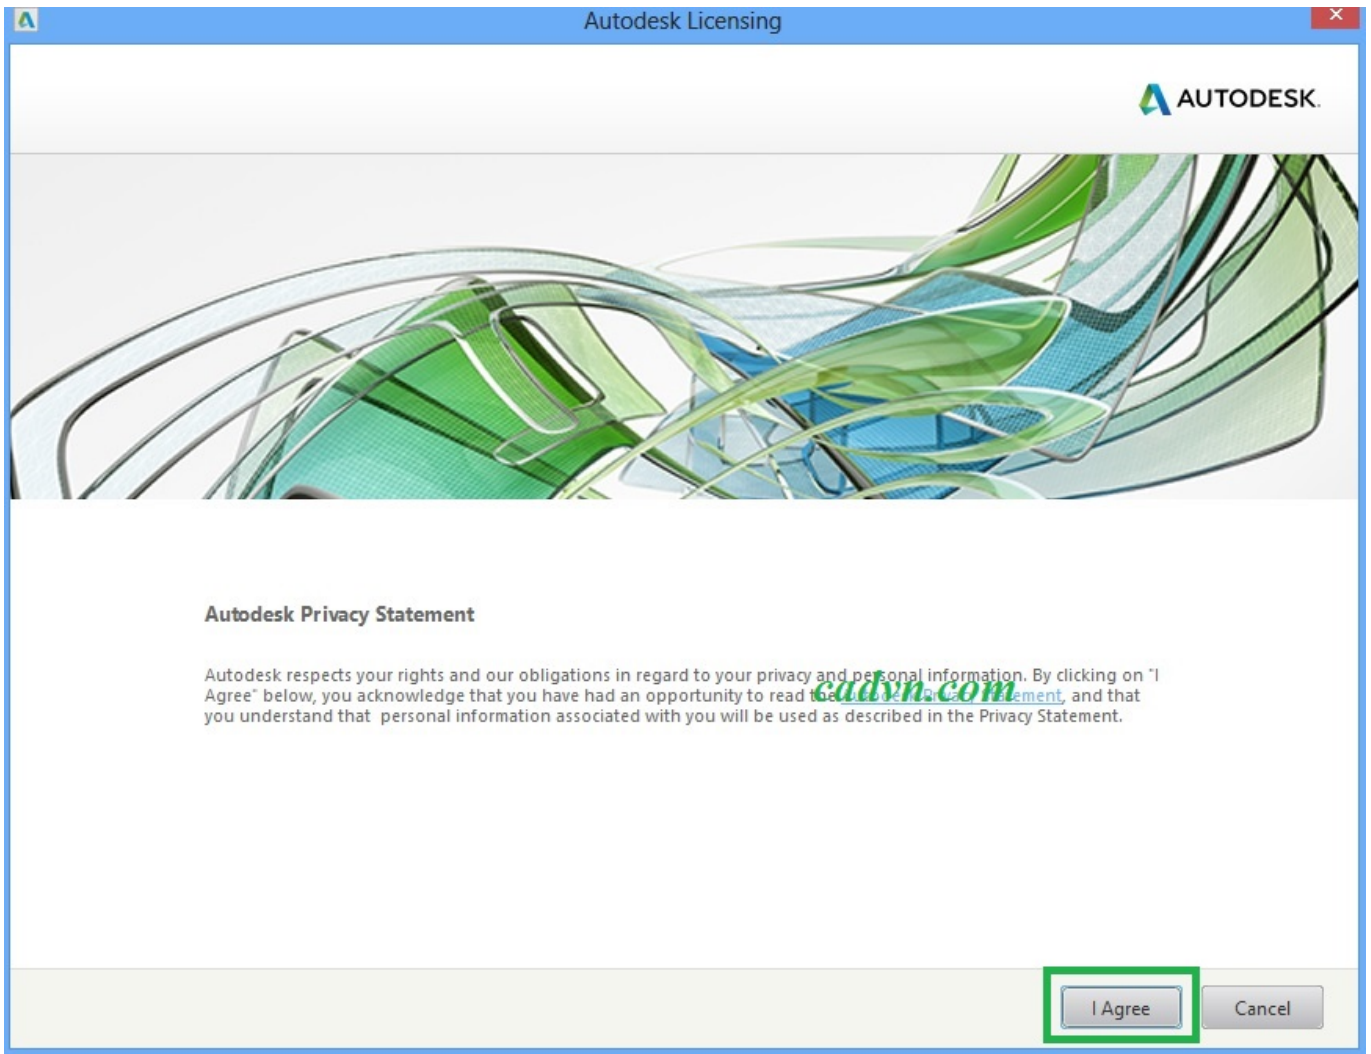 Autodesk Licensing
AUTODESK.
Autodesk Privacy Statement
Autodesk respects your rights and our obligations in regard to your privacy and personal information. By clicking on "I
Agree" below, you acknowledge that you have had an opportunity to read the Autodesk Privacy Statement, and that
cadvn.com
you understand that personal information associated with you will be used as described in the Privacy Statement.
I Agree
Cancel